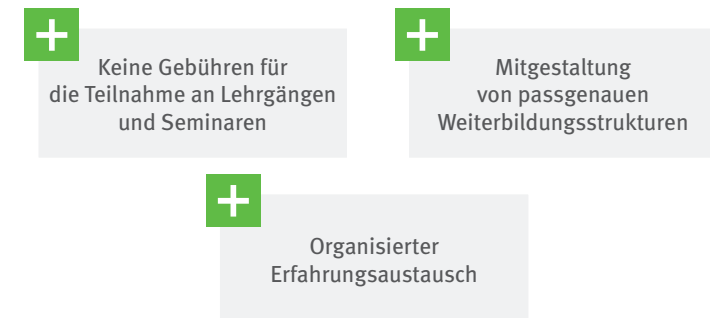 Keine Gebühren für
die Teilnahme an Lehrgängen
und Seminaren
Mitgestaltung
von passgenauen
Weiterbildungsstrukturen
Organisierter
Erfahrungsaustausch